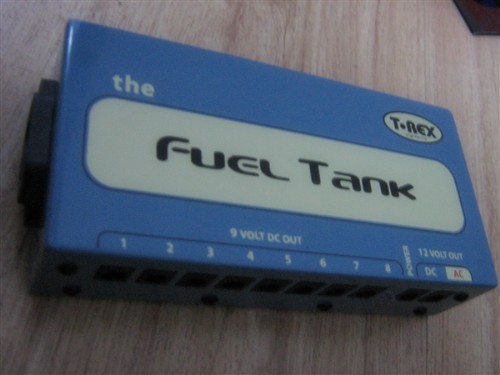 the
T·REX
Fuel Tank
9 VOLT DC OUT
1 2 3 4 5 6 7 8
POWER
12 VOLT OUT
DC AC